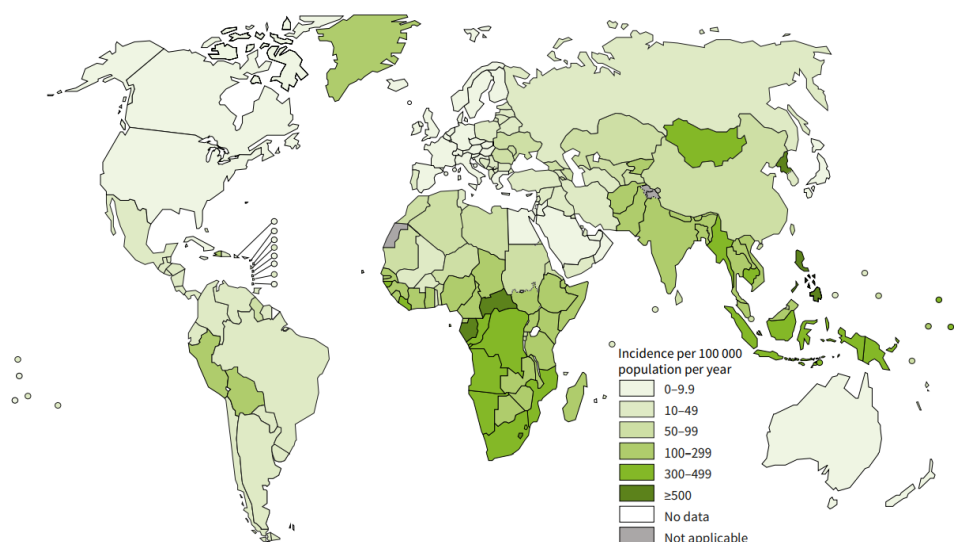 Incidence per 100 000
population per year
0–9.9
10–49
50–99
100–299
300–499
≥500
No data
Not applicable